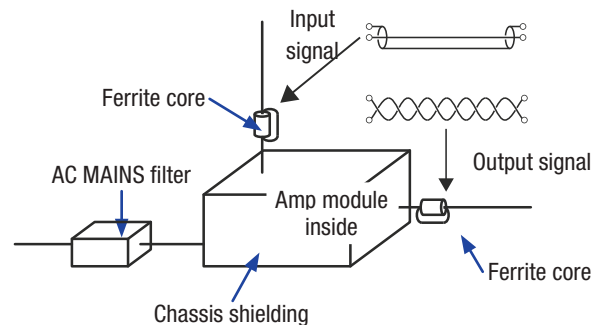 Input
signal
Ferrite core
AC MAINS filter
Output signal
Amp module
inside
Ferrite core
Chassis shielding